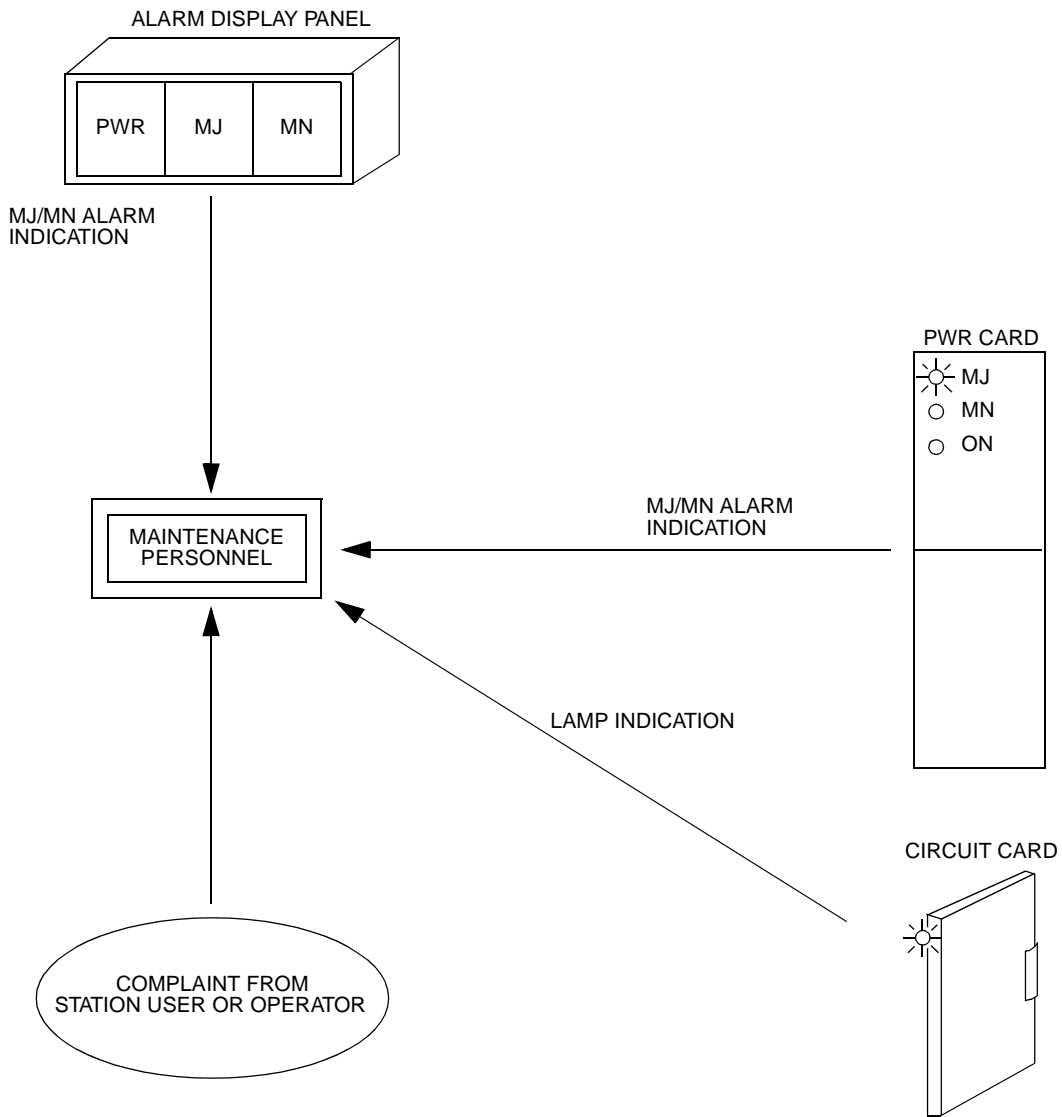 ALARM DISPLAY PANEL
PWR
MJ
MN
MJ/MN ALARM
INDICATION
PWR CARD
MJ
MN
ON
MJ/MN ALARM
INDICATION
MAINTENANCE
PERSONNEL
LAMP INDICATION
CIRCUIT CARD
COMPLAINT FROM
STATION USER OR OPERATOR